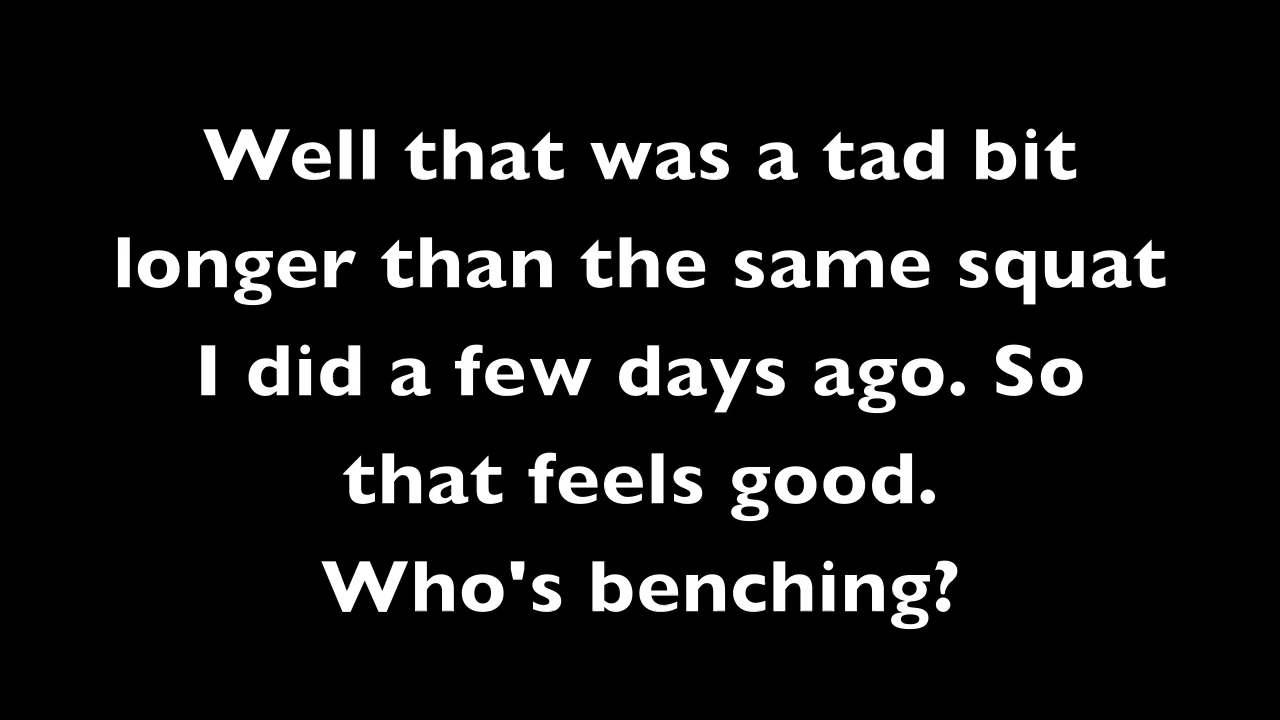 Well that was a tad bit
longer than the same squat
I did a few days ago. So
that feels good.
Who's benching?